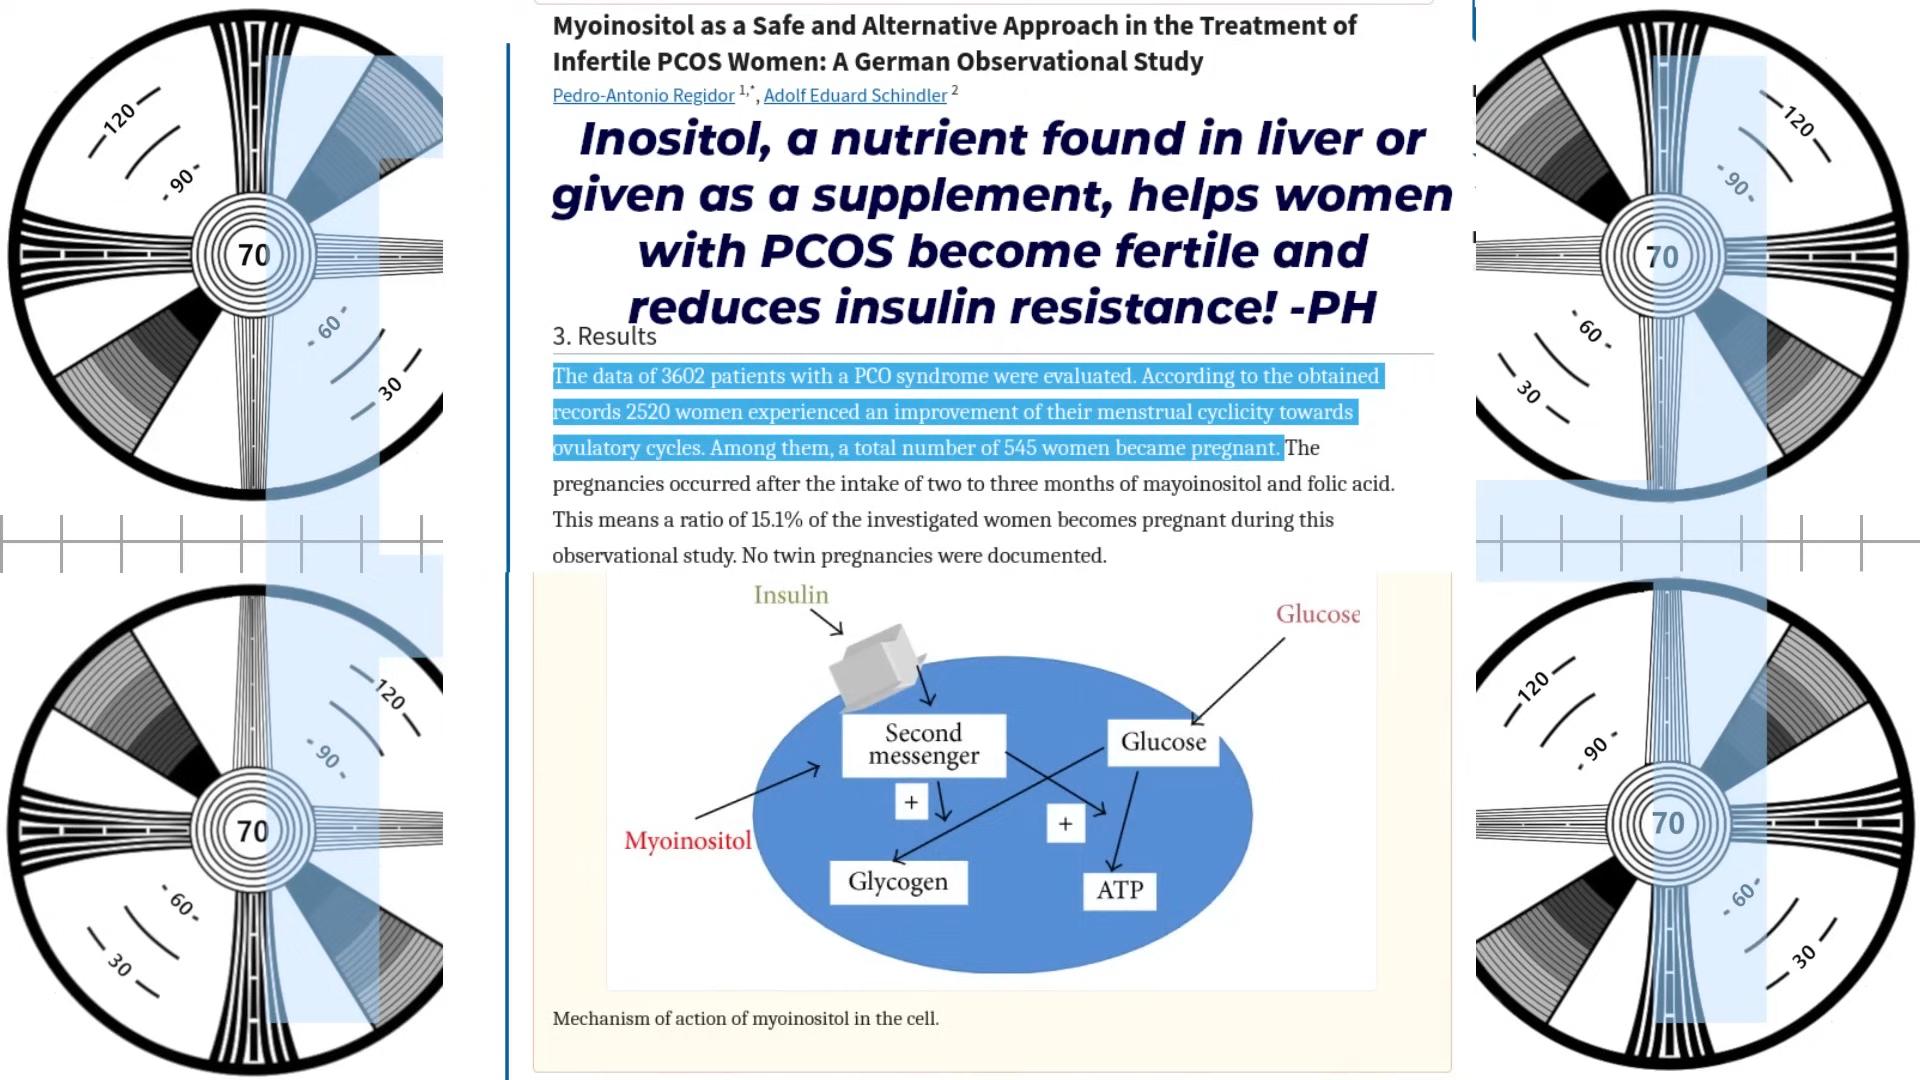 Myoinositol as a Safe and Alternative Approach in the Treatment of
Infertile PCOS Women: A German Observational Study
Pedro-Antonio Regidor 1,*, Adolf Eduard Schindler 2
Inositol, a nutrient found in liver or
given as a supplement, helps women
with PCOS become fertile and
reduces insulin resistance! -PH
3. Results
The data of 3602 patients with a PCO syndrome were evaluated. According to the obtained
records 2520 women experienced an improvement of their menstrual cyclicity towards
ovulatory cycles. Among them, a total number of 545 women became pregnant. The
pregnancies occurred after the intake of two to three months of mayoinositol and folic acid.
This means a ratio of 15.1% of the investigated women becomes pregnant during this
observational study. No twin pregnancies were documented.
Insulin
Glucose
Second
messenger
Glucose
+
+
Myoinositol
Glycogen
ATP
Mechanism of action of myoinositol in the cell.
120
- 90 -
70
- 60 -
30
120
- 90 -
70
- 60 -
30
120
- 90 -
70
- 60 -
30
120
- 90 -
70
- 60 -
30